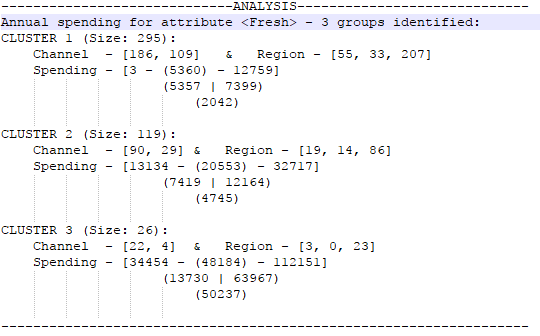 -----------------------------ANALYSIS-----------------------------
Annual spending for attribute <Fresh> - 3 groups identified:
CLUSTER 1 (Size: 295):
    Channel  - [186, 109]  &   Region - [55, 33, 207]
    Spending - [3 - (5360) - 12759]
                    (5357 | 7399)
                        (2042)
CLUSTER 2 (Size: 119):
    Channel  - [90, 29] &   Region - [19, 14, 86]
    Spending - [13134 - (20553) - 32717]
                    (7419 | 12164)
                        (4745)
CLUSTER 3 (Size: 26):
    Channel  - [22, 4]  &   Region - [3, 0, 23]
    Spending - [34454 - (48184) - 112151]
                    (13730 | 63967)
                        (50237)
------------------------------------------------------------------